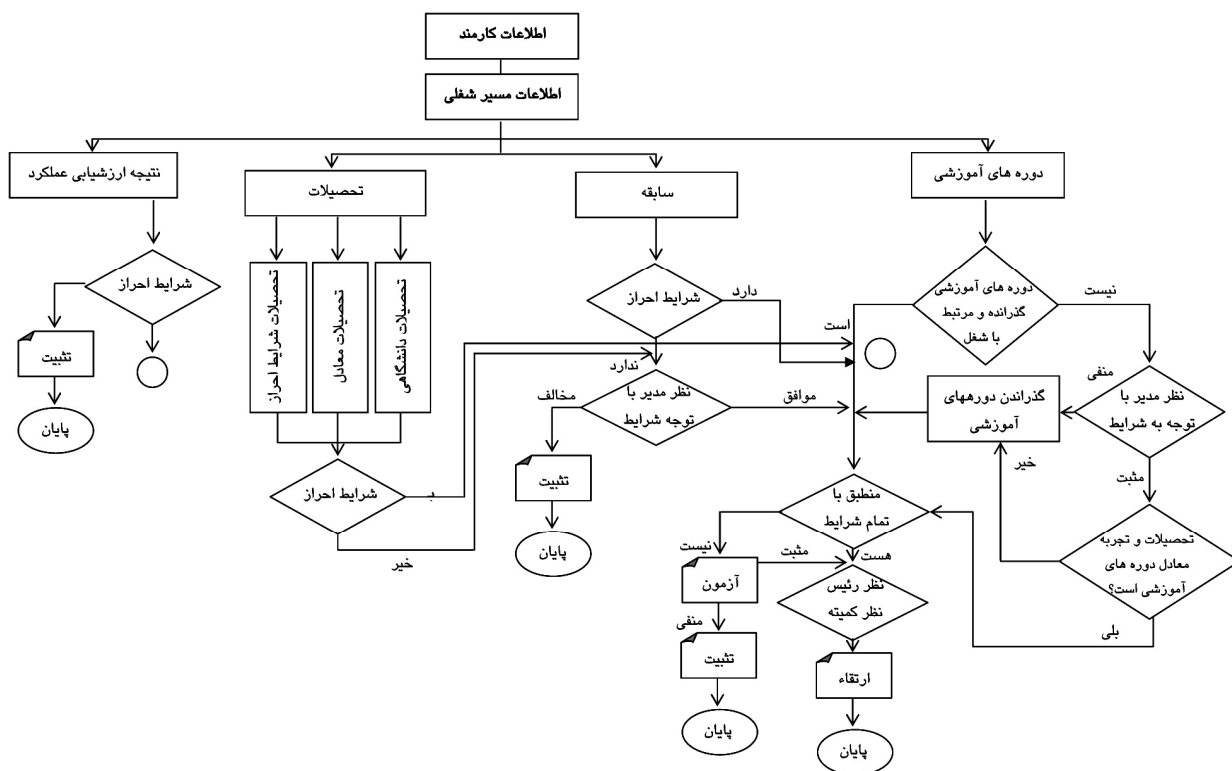 اطلاعات کارمند
اطلاعات مسیر شغلی
دوره های آموزشی
سابقه
تحصیلات
نتیجه ارزشیابی عملکرد
دوره های آموزشی
گذرانده و مرتبط
با شغل
نیست
است
شرایط احراز
دارد
ندارد
تحصیلات دانشگاهی
تحصیلات معادل
تحصیلات شرایط احراز
شرایط احراز
تثبیت
پایان
نظر مدیر با
توجه به شرایط
منفی
مثبت
گذراندن دورههای
آموزشی
خیر
نظر مدیر با
توجه شرایط
موافق
مخالف
تثبیت
پایان
شرایط احراز
بـ
خیر
تحصیلات و تجربه
معادل دوره های
آموزشی است؟
بلی
منطبق با
تمام شرایط
هست
نیست
آزمون
مثبت
منفی
نظر رئیس
نظر کمیته
تثبیت
پایان
ارتقاء
پایان